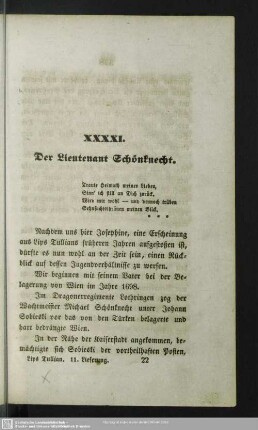 XXXXI.
Der Lieutenant Schönknecht.
Traute Heimath meiner Lieben,
Sinn' ich still an Dich zurück,
Wird mir wohl — und dennoch trüben
Sehnsuchtsthränen meinen Blick.
* * *
Nachdem uns hier Josephine, eine Erscheinung
aus Lips Tullians früheren Jahren aufgestoßen ist,
dürfte es nun wohl an der Zeit sein, einen Rück-
blick auf dessen Jugendverhältnisse zu werfen.
Wir beginnen mit seinem Vater bei der Be-
lagerung von Wien im Jahre 1698.
Im Dragonerregimente Lothringen zog der
Wachtmeister Michael Schönknecht unter Johann
Sobieski vor das von den Türken belagerte und
hart bedrängte Wien.
In der Nähe der Kaiserstadt angekommen, be-
mächtigte sich Sobieski der vortheilhaften Posten,
Lips Tullian. 11. Lieferung. 22